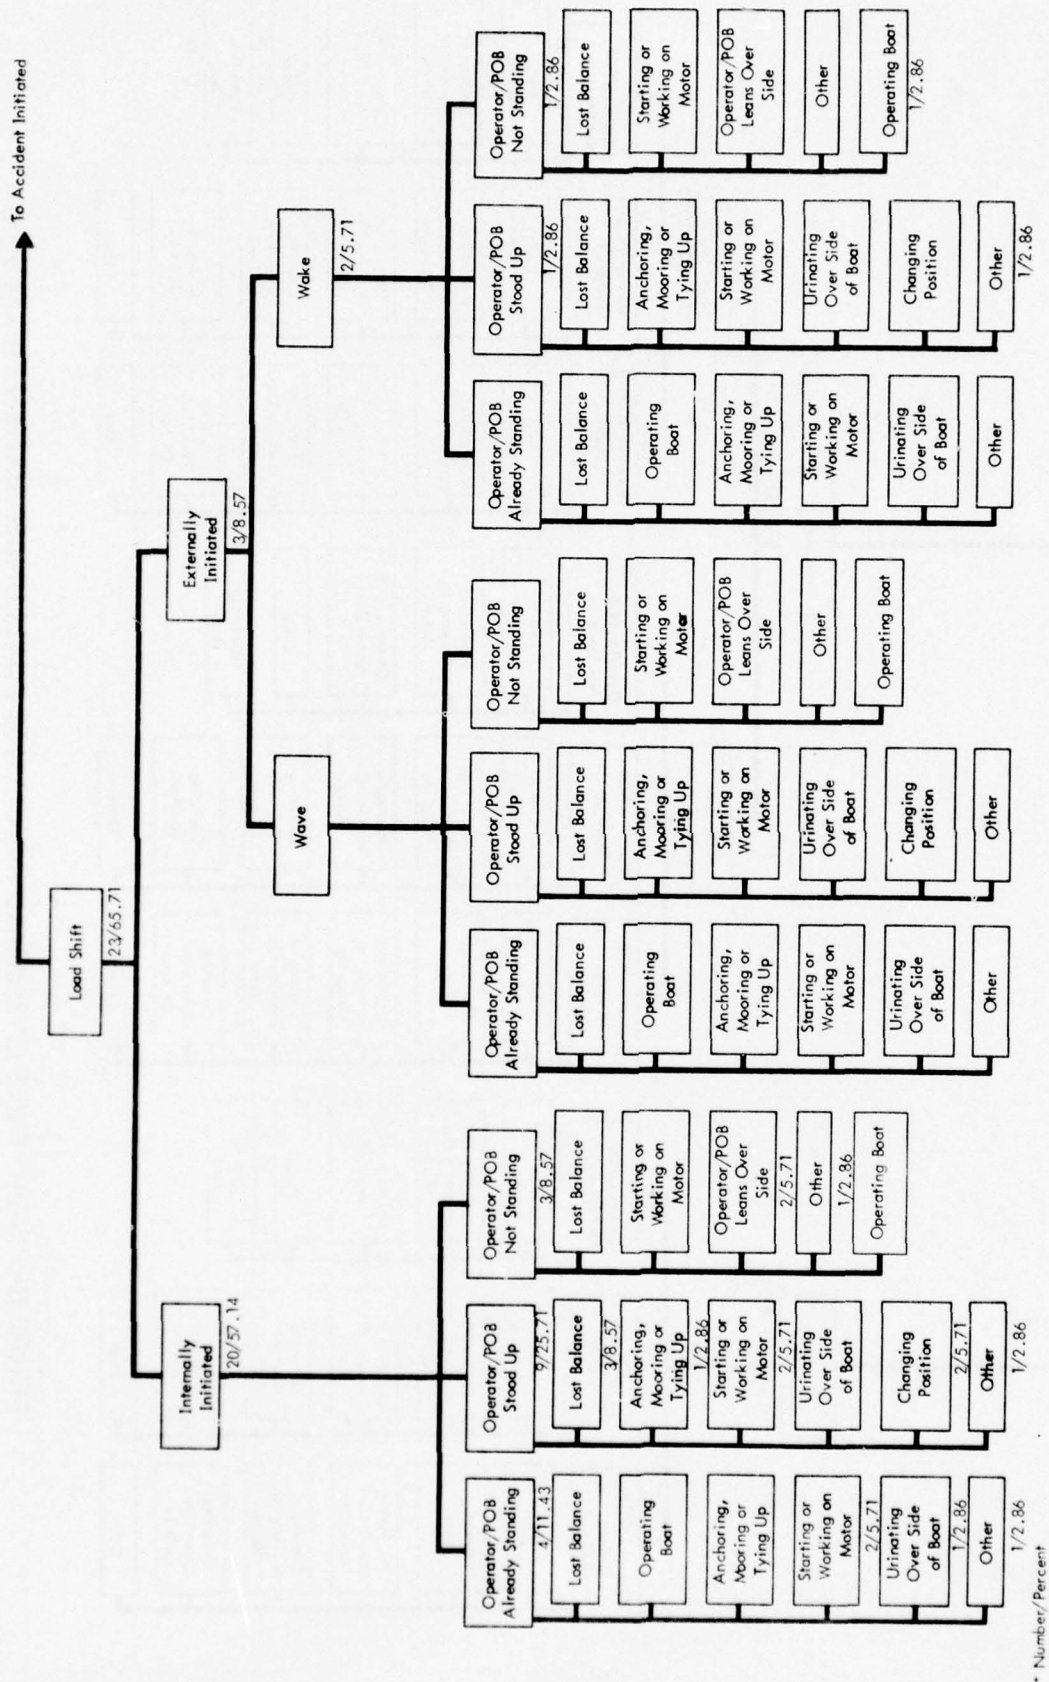 To Accident Initiated
Load Shift
23/65.71
Internally
Initiated
20/57.14
Externally
Initiated
3/8.57
Wave
Wake
2/5.71
Operator/POB
Already Standing
4/11.43
Lost Balance
Operating
Boat
Anchoring,
Mooring or
Tying Up
Starting or
Working on
Motor
2/5.71
Urinating
Over Side
of Boat
1/2.86
Other
1/2.86
Operator/POB
Stood Up
9/25.71
Lost Balance
3/8.57
Anchoring,
Mooring or
Tying Up
1/2.86
Starting or
Working on
Motor
2/5.71
Urinating
Over Side
of Boat
Changing
Position
2/5.71
Other
1/2.86
Operator/POB
Not Standing
3/8.57
Lost Balance
Starting or
Working on
Motor
Operator/POB
Leans Over
Side
2/5.71
Other
1/2.86
Operating Boat
Operator/POB
Already Standing
Lost Balance
Operating
Boat
Anchoring,
Mooring or
Tying Up
Starting or
Working on
Motor
Urinating
Over Side
of Boat
Other
Operator/POB
Stood Up
Lost Balance
Anchoring,
Mooring or
Tying Up
Starting or
Working on
Motor
Urinating
Over Side
of Boat
Changing
Position
Other
Operator/POB
Not Standing
Lost Balance
Starting or
Working on
Motor
Operator/POB
Leans Over
Side
Other
Operating Boat
Operator/POB
Already Standing
Lost Balance
Operating
Boat
Anchoring,
Mooring or
Tying Up
Starting or
Working on
Motor
Urinating
Over Side
of Boat
Other
Operator/POB
Stood Up
1/2.86
Lost Balance
Anchoring,
Mooring or
Tying Up
Starting or
Working on
Motor
Urinating
Over Side
of Boat
Changing
Position
Other
1/2.86
Operator/POB
Not Standing
1/2.86
Lost Balance
Starting or
Working on
Motor
Operator/POB
Leans Over
Side
Other
Operating Boat
1/2.86
* Number/Percent